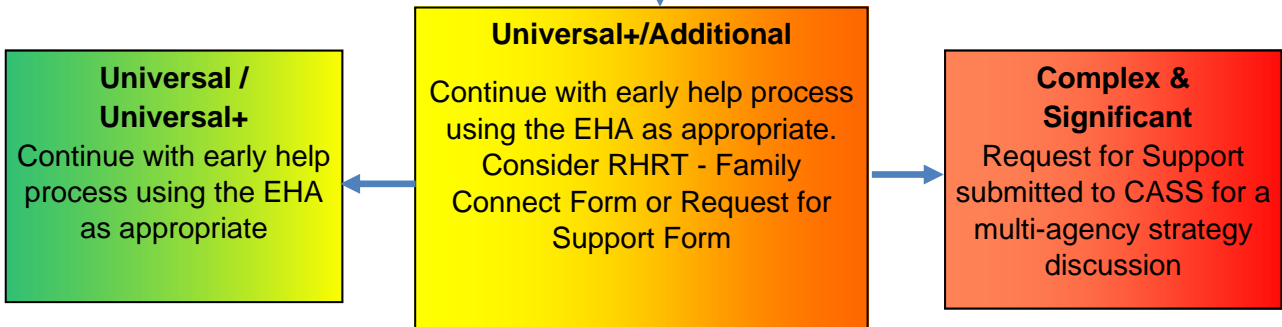 Universal /
Universal+
Continue with early help
process using the EHA
as appropriate
Universal+/Additional
Continue with early help process
using the EHA as appropriate.
Consider RHRT - Family
Connect Form or Request for
Support Form
Complex &
Significant
Request for Support
submitted to CASS for a
multi-agency strategy
discussion